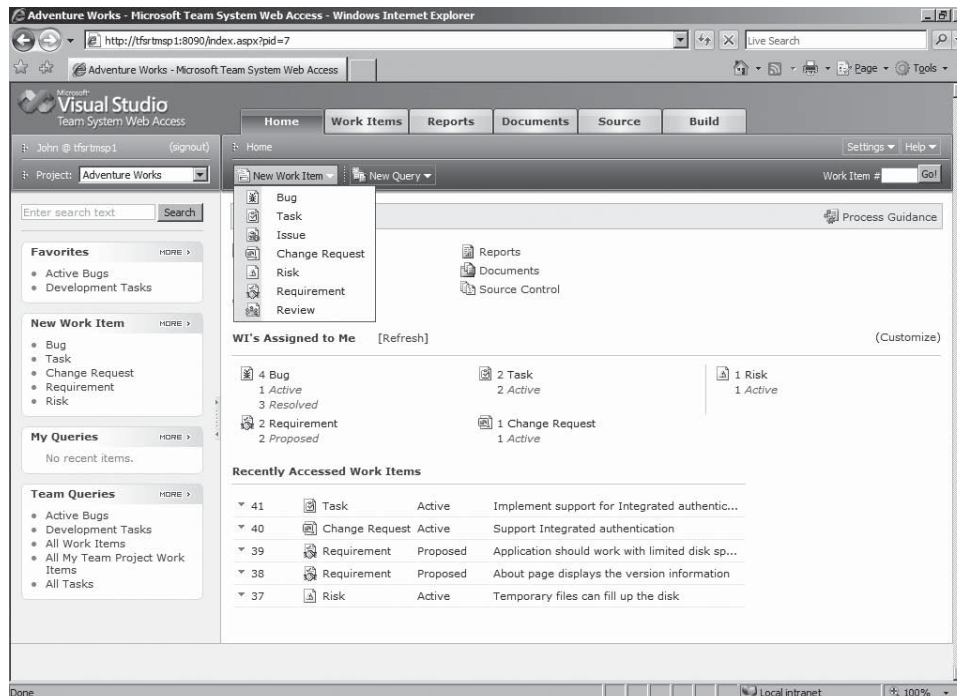 Adventure Works - Microsoft Team System Web Access - Windows Internet Explorer
http://tfsrtmsp1:8090/index.aspx?pid=7
Live Search
Adventure Works - Microsoft Team System Web Access
Page
Tools
Microsoft
Visual Studio
Team System Web Access
Home
Work Items
Reports
Documents
Source
Build
John @ tfsrtmsp1 (signout)
Home
Settings Help
Project: Adventure Works
New Work Item
New Query
Work Item #
Go!
Enter search text
Search
Bug
Task
Issue
Change Request
Risk
Requirement
Review
Process Guidance
Reports
Documents
Source Control
Favorites MORE >
Active Bugs
Development Tasks
New Work Item MORE >
Bug
Task
Change Request
Requirement
Risk
My Queries MORE >
No recent items.
Team Queries MORE >
Active Bugs
Development Tasks
All Work Items
All My Team Project Work
Items
All Tasks
WI's Assigned to Me [Refresh] (Customize)
4 Bug
1 Active
3 Resolved
2 Task
2 Active
1 Risk
1 Active
2 Requirement
2 Proposed
1 Change Request
1 Active
Recently Accessed Work Items
41 Task Active Implement support for Integrated authentic...
40 Change Request Active Support Integrated authentication
39 Requirement Proposed Application should work with limited disk sp...
38 Requirement Proposed About page displays the version information
37 Risk Active Temporary files can fill up the disk
Done
Local intranet
100%